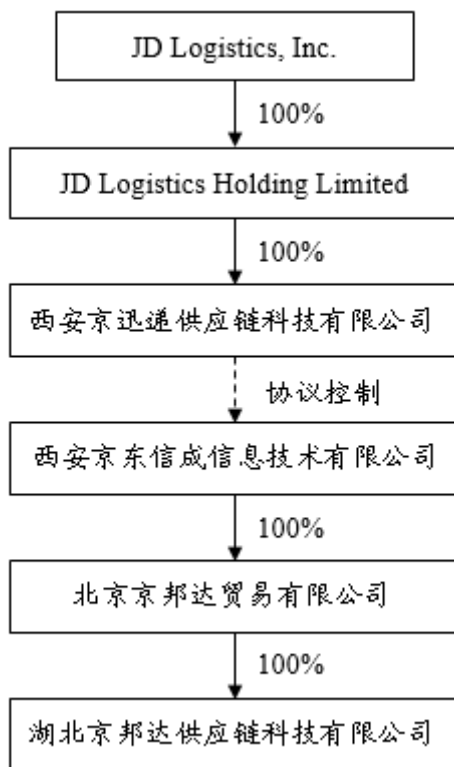 JD Logistics, Inc.
100%
JD Logistics Holding Limited
100%
西安京迅递供应链科技有限公司
协议控制
西安京东信成信息技术有限公司
100%
北京京邦达贸易有限公司
100%
湖北京邦达供应链科技有限公司